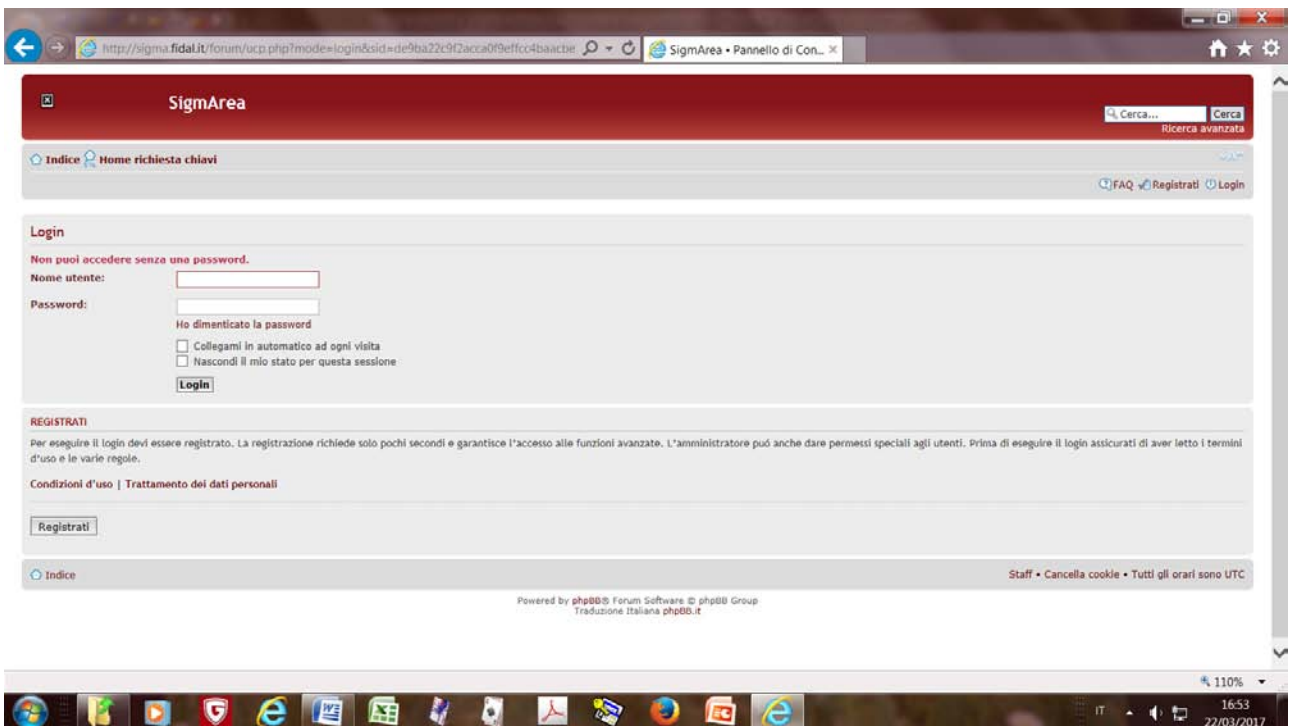 http://sigma.fidal.it/forum/ucp.php?mode=login&sid=de9ba22c9f2acca0f9effcc4baacbe
SigmArea • Pannello di Con...
SigmArea
Cerca... Cerca
Ricerca avanzata
Indice Home richiesta chiavi
FAQ Registrati Login
Login
Non puoi accedere senza una password.
Nome utente:
Password:
Ho dimenticato la password
Collegami in automatico ad ogni visita
Nascondi il mio stato per questa sessione
Login
REGISTRATI
Per eseguire il login devi essere registrato. La registrazione richiede solo pochi secondi e garantisce l'accesso alle funzioni avanzate. L'amministratore puó anche dare permessi speciali agli utenti. Prima di eseguire il login assicurati di aver letto i termini
d'uso e le varie regole.
Condizioni d'uso | Trattamento dei dati personali
Registrati
Indice
Staff • Cancella cookie • Tutti gli orari sono UTC
Powered by phpBB® Forum Software © phpBB Group
Traduzione Italiana phpBB.it
110%
IT
16:53
22/03/2017